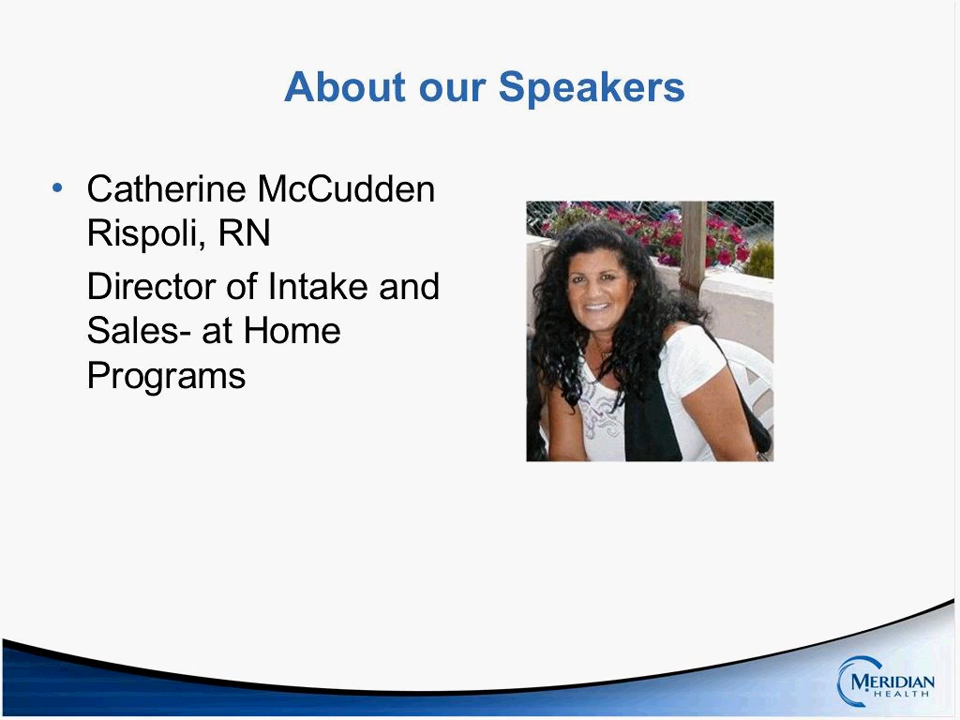 About our Speakers
• Catherine McCudden
Rispoli, RN
Director of Intake and
Sales- at Home
Programs
MERIDIAN
HEALTH